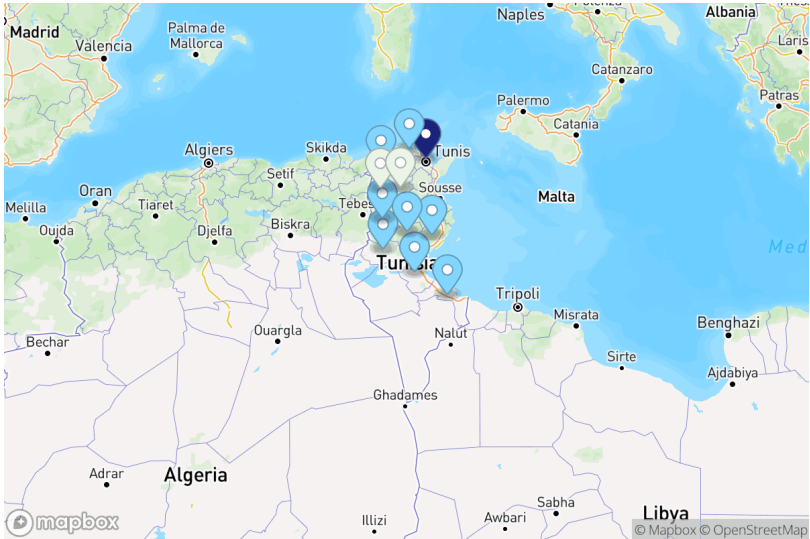 Naples
Potenza
Albania
Madrid
Palma de
Mallorca
Laris
València
Catanzaro
Patras
Palermo
Algiers
Skikda
Tunis
Catania
Setif
Oran
Sousse
Melilla
Tiaret
Tebes
Malta
Oujda
Djelfa
Biskra
Med
Tunisia
Tripoli
Misrata
Bechar
Ouargla
Nalut
Benghazi
Sirte
Ajdabiya
Ghadames
Adrar
Algeria
Sabha
Illizi
Awbari
Libya
mapbox
© Mapbox © OpenStreetMap